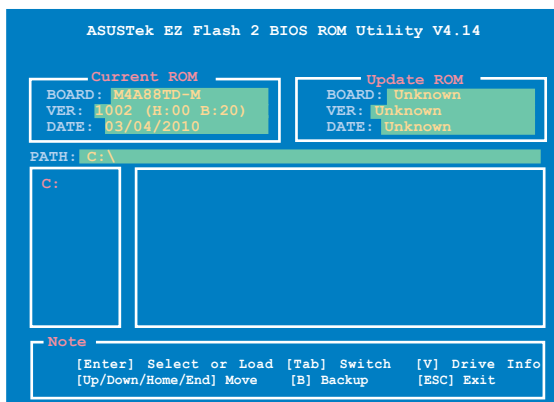 ASUSTek EZ Flash 2 BIOS ROM Utility V4.14
Current ROM
BOARD: M4A88TD-M
VER: 1002 (H:00 B:20)
DATE: 03/04/2010
Update ROM
BOARD: Unknown
VER: Unknown
DATE: Unknown
PATH: C:\
C:
Note
[Enter] Select or Load [Tab] Switch [V] Drive Info
[Up/Down/Home/End] Move [B] Backup [ESC] Exit